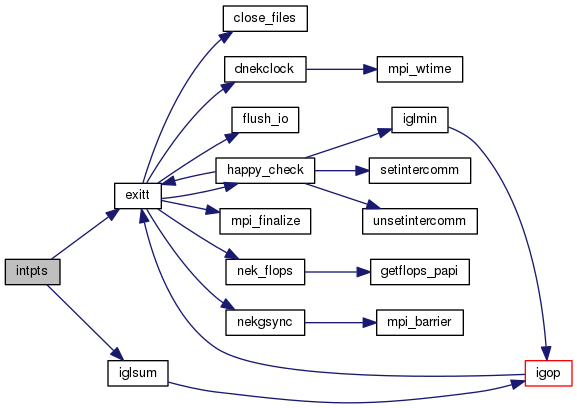 close_files
dnekclock
mpi_wtime
flush_io
iglmin
happy_check
setintercomm
exitt
mpi_finalize
unsetintercomm
intpts
nek_flops
getflops_papi
nekgsync
mpi_barrier
iglsum
igop